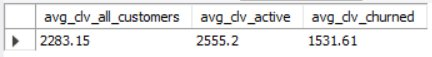 avg_clv_all_customers avg_clv_active avg_clv_churned
2283.15 2555.2 1531.61